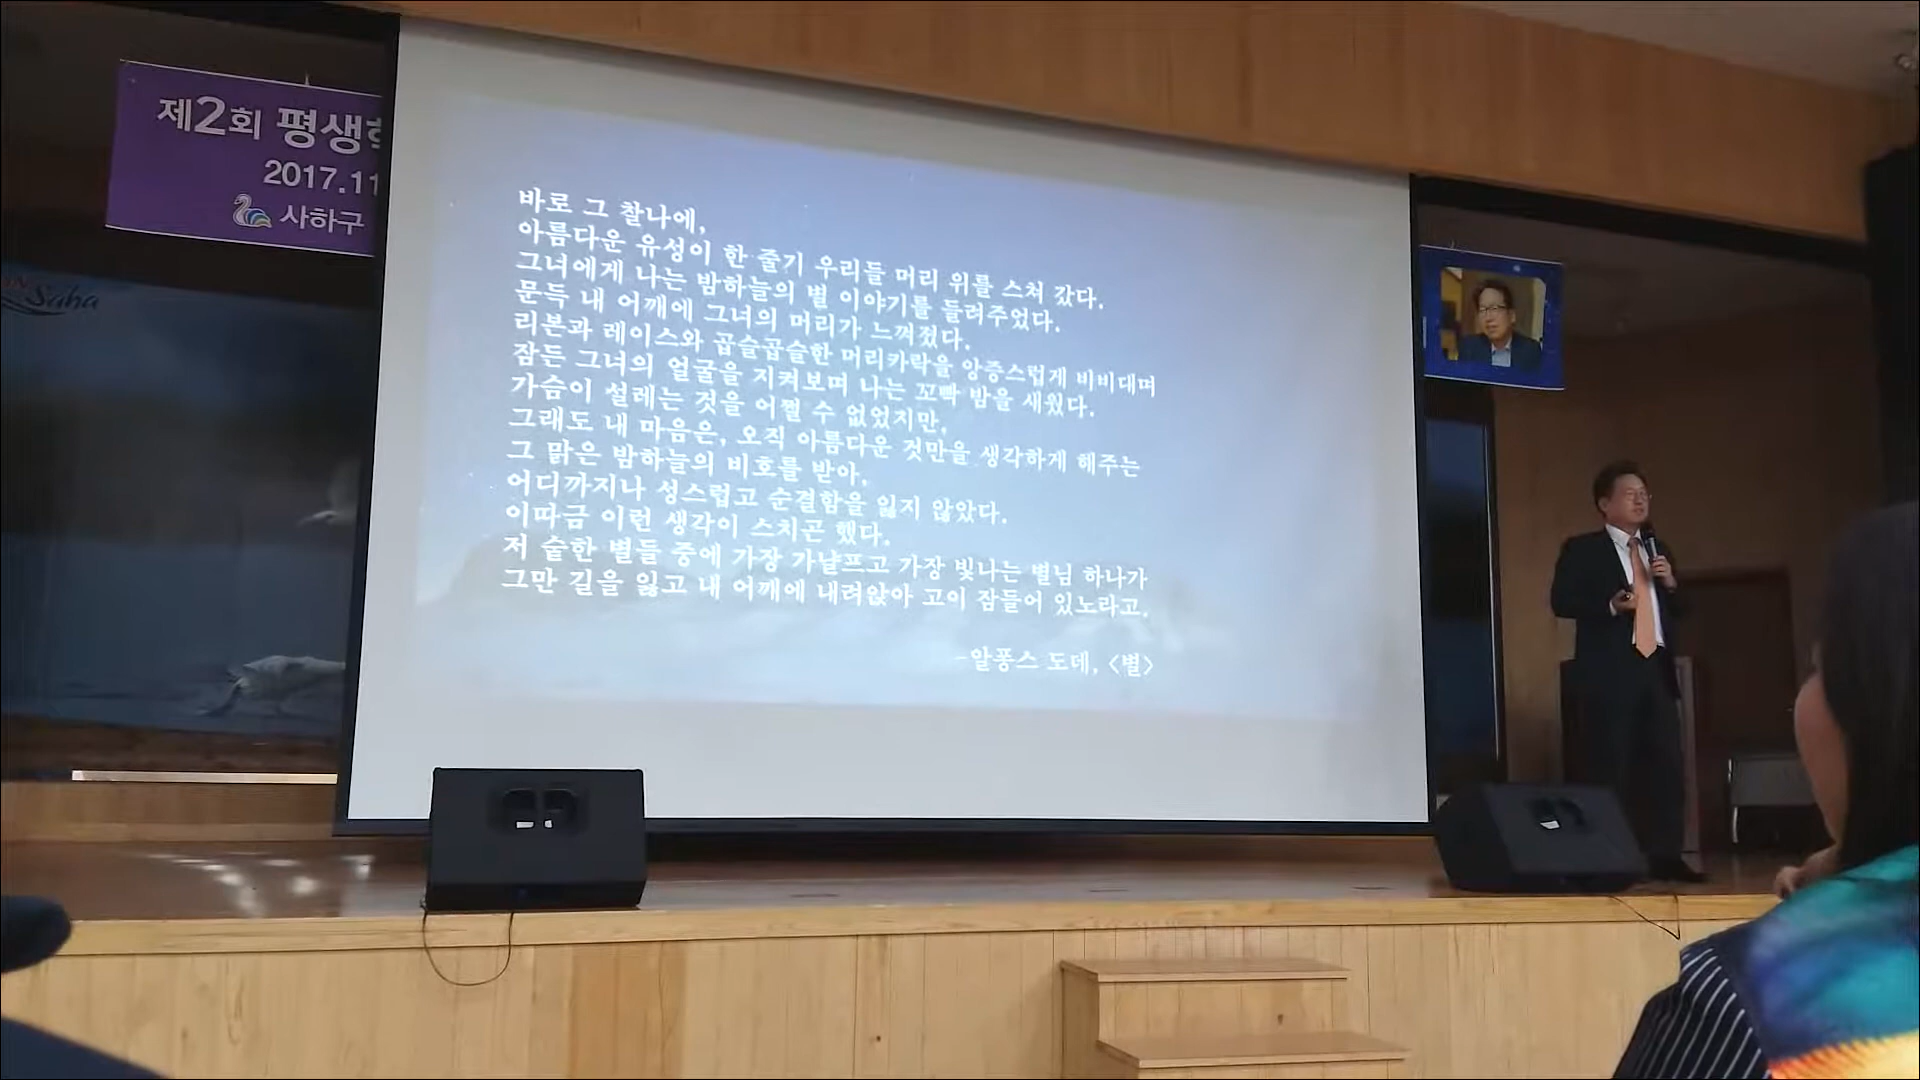 제2회 평생학
2017.11
사하구
Saha
바로 그 찰나에,
아름다운 유성이 한 줄기 우리들 머리 위를 스쳐 갔다.
그녀에게 나는 밤하늘의 별 이야기를 들려주었다.
문득 내 어깨에 그녀의 머리가 느껴졌다.
리본과 레이스와 곱슬곱슬한 머리카락을 앙증스럽게 비비대며
잠든 그녀의 얼굴을 지켜보며 나는 꼬빡 밤을 새웠다.
가슴이 설레는 것을 어쩔 수 없었지만,
그래도 내 마음은, 오직 아름다운 것만을 생각하게 해주는
그 맑은 밤하늘의 비호를 받아,
어디까지나 성스럽고 순결함을 잃지 않았다.
이따금 이런 생각이 스치곤 했다.
저 숱한 별들 중에 가장 가냘프고 가장 빛나는 별님 하나가
그만 길을 잃고 내 어깨에 내려앉아 고이 잠들어 있노라고.
-알퐁스 도데, <별>